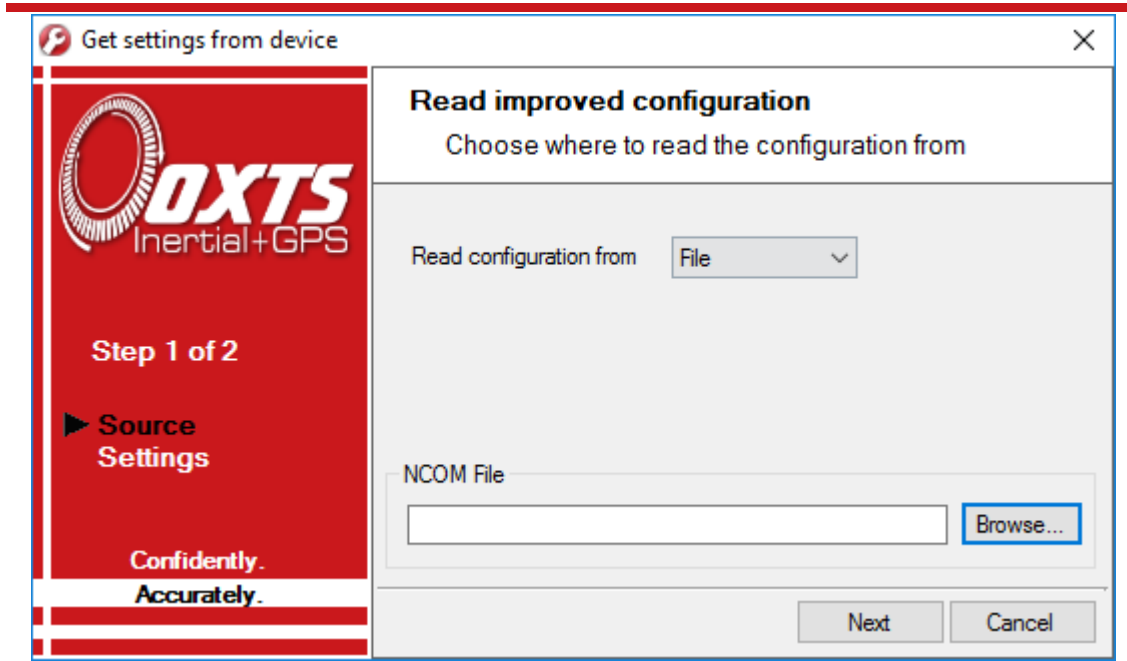 Get settings from device
OXTS
Inertial+GPS
Step 1 of 2
Source
Settings
Confidently.
Accurately.
Read improved configuration
Choose where to read the configuration from
Read configuration from File
NCOM File
Browse...
Next Cancel